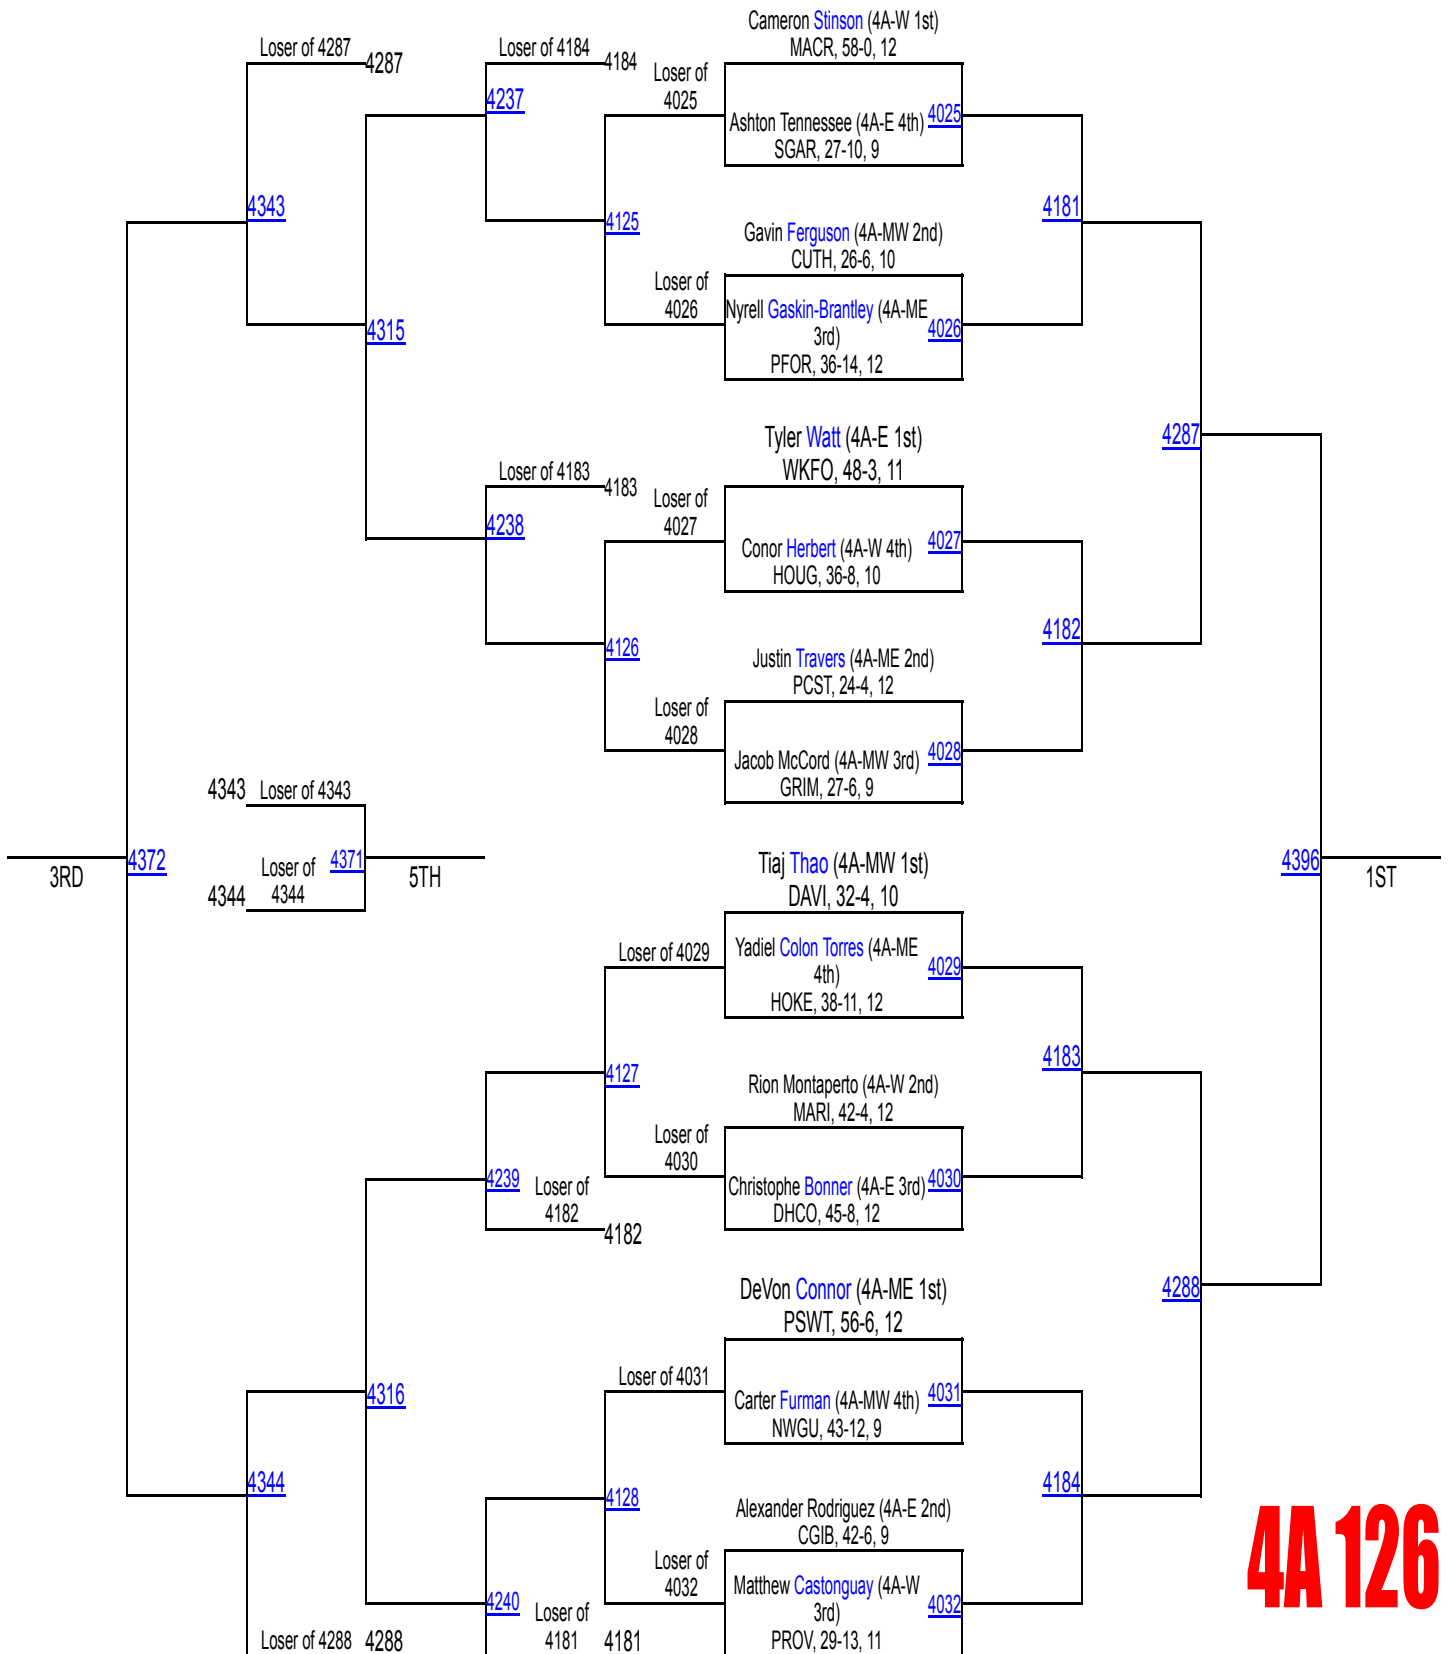 Cameron Stinson (4A-W 1st)
MACR, 58-0, 12
Loser of 4287
4287
Loser of 4184
4184
Loser of
4025
4237
Ashton Tennessee (4A-E 4th)
SGAR, 27-10, 9
4025
4343
4125
4181
Gavin Ferguson (4A-MW 2nd)
CUTH, 26-6, 10
Loser of
4026
Nyrell Gaskin-Brantley (4A-ME
3rd)
PFOR, 36-14, 12
4026
4315
Tyler Watt (4A-E 1st)
WKFO, 48-3, 11
4287
Loser of 4183
4183
Loser of
4027
4238
Conor Herbert (4A-W 4th)
HOUG, 36-8, 10
4027
4126
4182
Justin Travers (4A-ME 2nd)
PCST, 24-4, 12
Loser of
4028
Jacob McCord (4A-MW 3rd)
GRIM, 27-6, 9
4028
4343
Loser of 4343
3RD
4372
Loser of
4344
4344
4371
5TH
Tiaj Thao (4A-MW 1st)
DAVI, 32-4, 10
4396
1ST
Loser of 4029
Yadiel Colon Torres (4A-ME
4th)
HOKE, 38-11, 12
4029
4127
4183
Rion Montaperto (4A-W 2nd)
MARI, 42-4, 12
Loser of
4030
4239
Loser of
4182
4182
Christophe Bonner (4A-E 3rd)
DHCO, 45-8, 12
4030
DeVon Connor (4A-ME 1st)
PSWT, 56-6, 12
4288
Loser of 4031
4316
Carter Furman (4A-MW 4th)
NWGU, 43-12, 9
4031
4344
4128
4184
Alexander Rodriguez (4A-E 2nd)
CGIB, 42-6, 9
Loser of
4032
4240
Loser of
4181
4181
Matthew Castonguay (4A-W
3rd)
PROV, 29-13, 11
4032
Loser of 4288
4288
4A 126